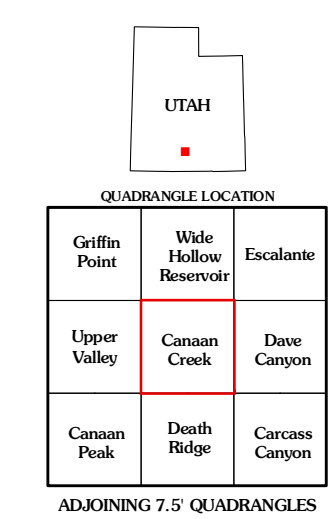 UTAH
QUADRANGLE LOCATION
Griffin
Point
Wide
Hollow
Reservoir
Escalante
Upper
Valley
Canaan
Creek
Dave
Canyon
Canaan
Peak
Death
Ridge
Carcass
Canyon
ADJOINING 7.5' QUADRANGLES